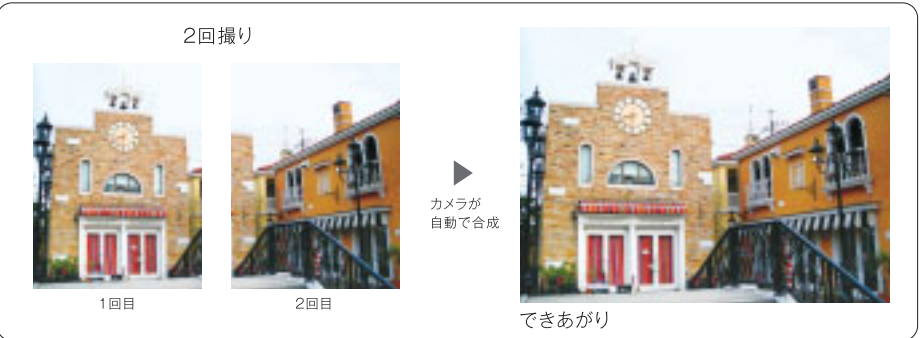 2回撮り
1回目
2回目
カメラが
自動で合成
できあがり